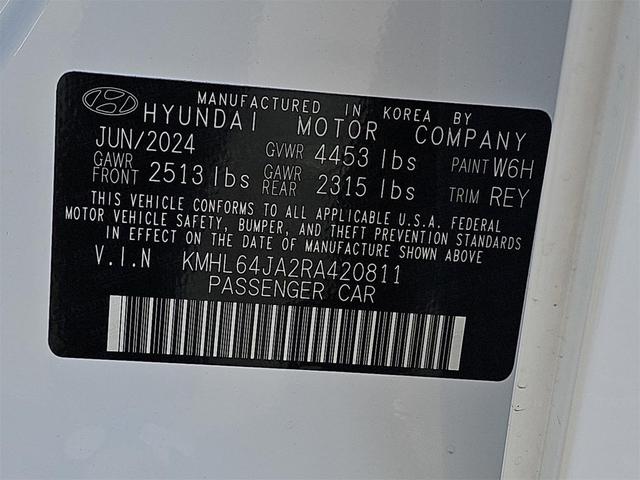 MANUFACTURED IN KOREA BY
HYUNDAI MOTOR COMPANY
JUN/2024 GVWR 4453 lbs PAINT W6H
GAWR FRONT 2513 lbs GAWR REAR 2315 lbs TRIM REY
THIS VEHICLE CONFORMS TO ALL APPLICABLE U.S.A. FEDERAL
MOTOR VEHICLE SAFETY, BUMPER, AND THEFT PREVENTION STANDARDS
IN EFFECT ON THE DATE OF MANUFACTURE SHOWN ABOVE
V.I.N KMHL64JA2RA420811
PASSENGER CAR